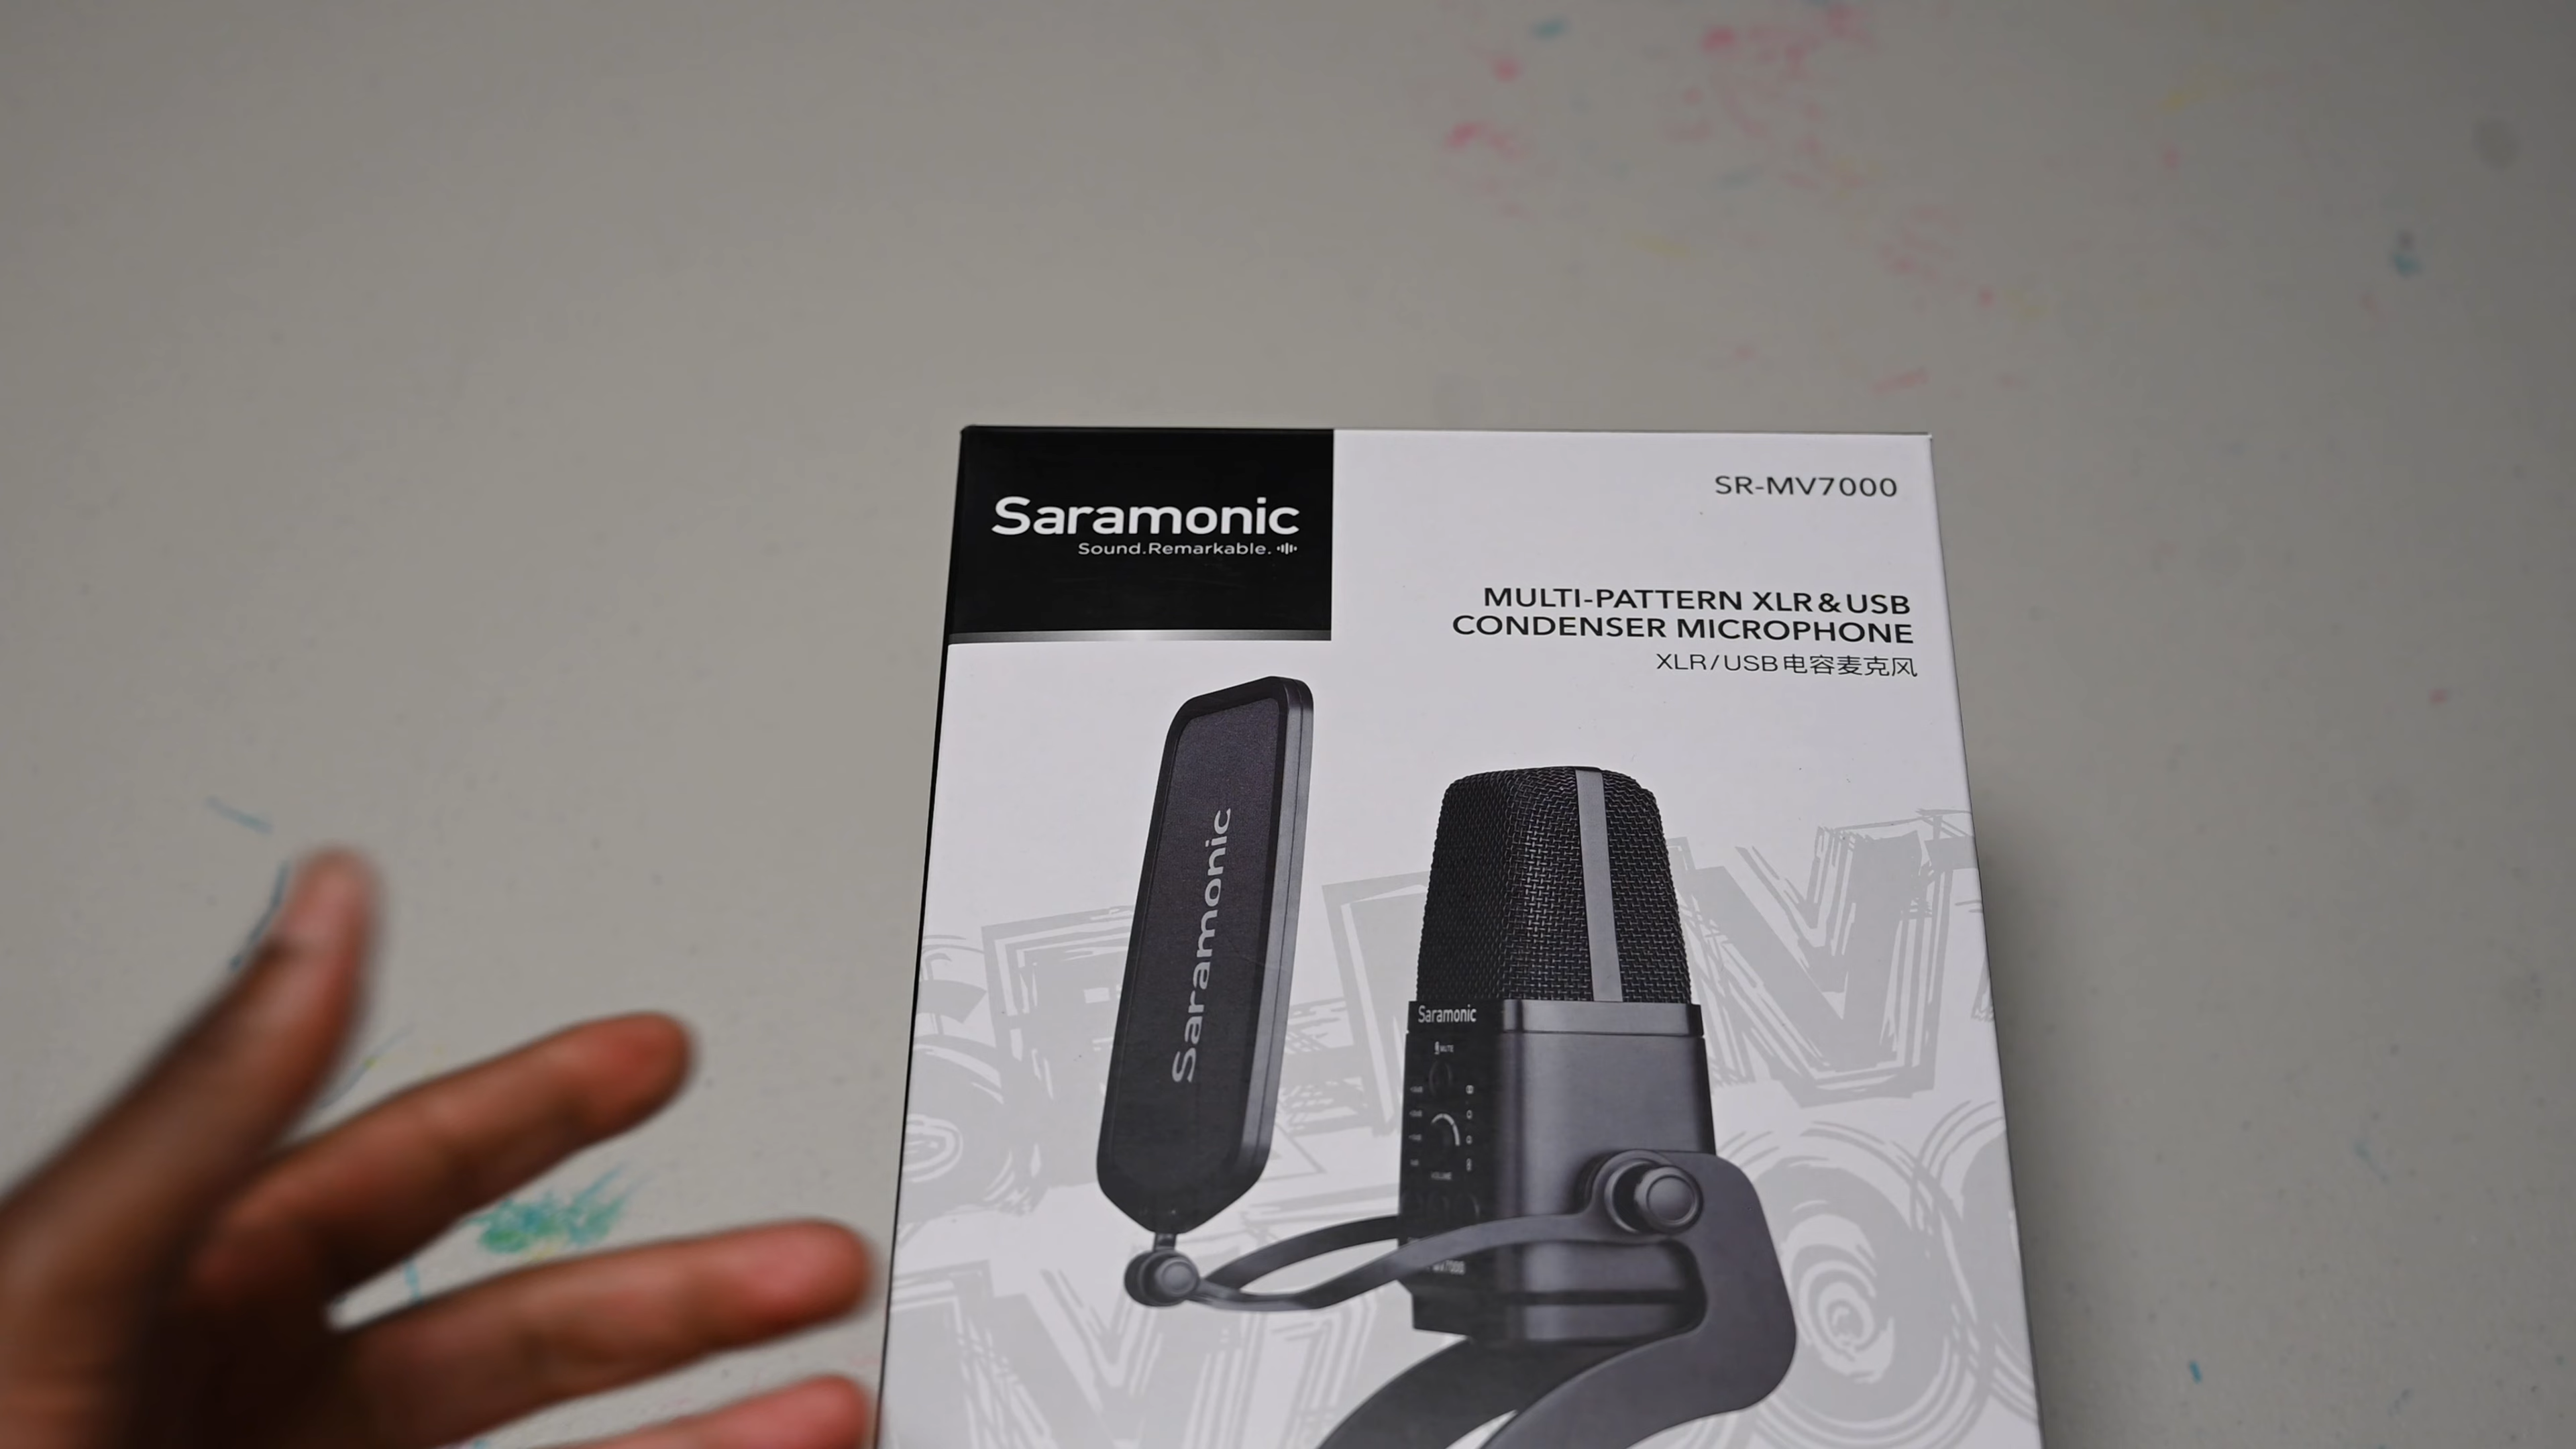 Saramonic
Sound.Remarkable.
SR-MV7000
MULTI-PATTERN XLR&USB
CONDENSER MICROPHONE
XLR/USB电容麦克风
Saramonic
Saramonic
MUTE
VOLUME